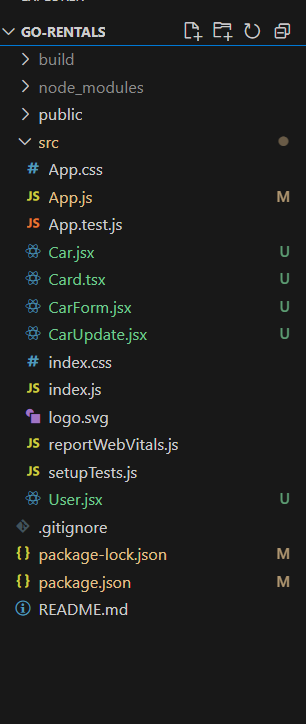 GO-RENTALS
build
node_modules
public
src
# App.css
JS App.js M
JS App.test.js
Car.jsx U
Card.tsx U
CarForm.jsx U
CarUpdate.jsx U
# index.css
JS index.js
logo.svg
JS reportWebVitals.js
JS setupTests.js
User.jsx U
.gitignore
{} package-lock.json M
{} package.json M
README.md